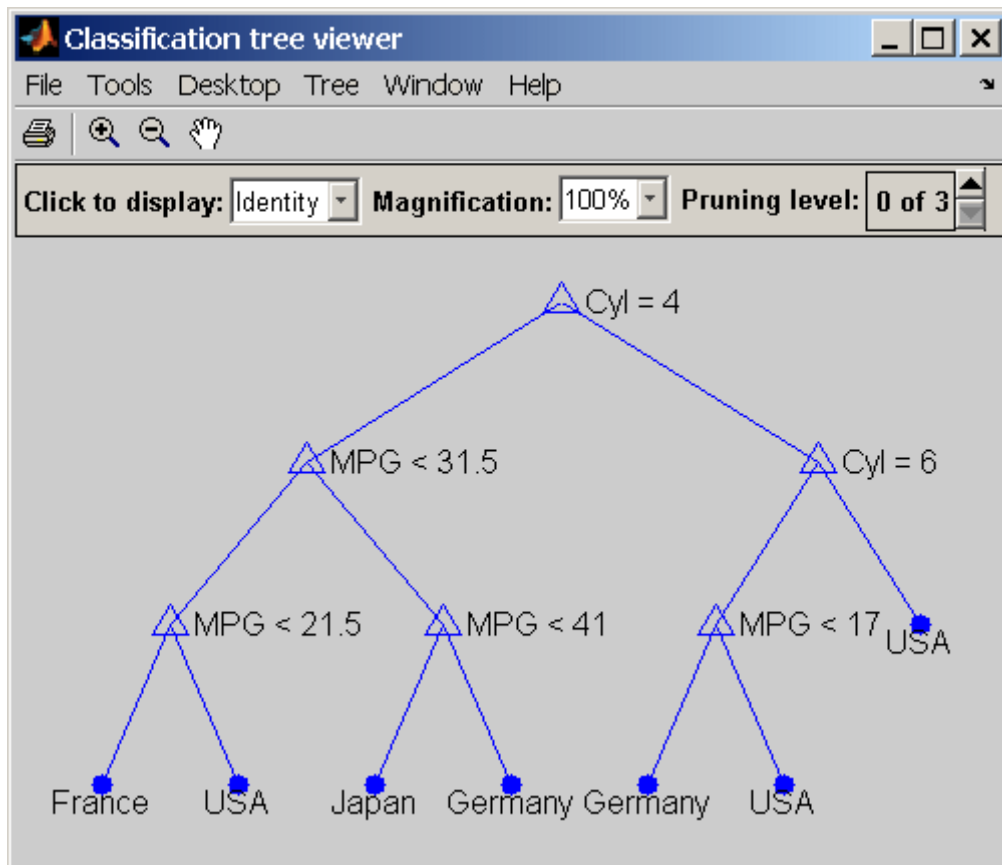 Classification tree viewer
File Tools Desktop Tree Window Help
Click to display: Identity Magnification: 100% Pruning level: 0 of 3
Cyl = 4
MPG < 31.5 Cyl = 6
MPG < 21.5 MPG < 41 MPG < 17 USA
France USA Japan Germany Germany USA